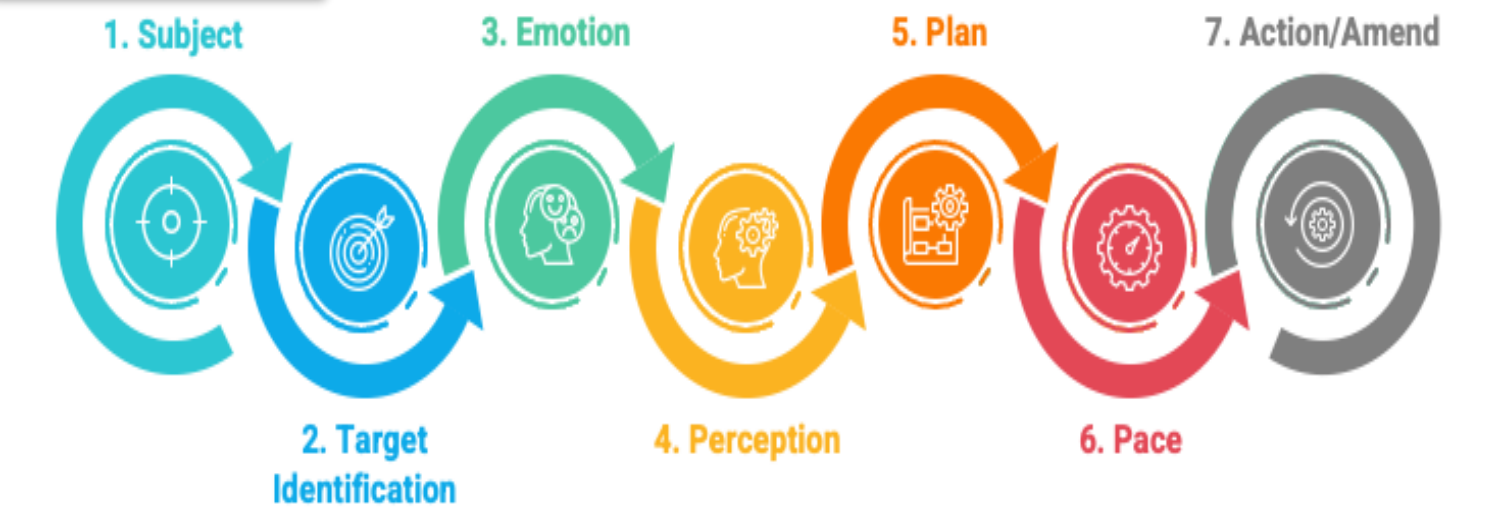 1. Subject
2. Target
Identification
3. Emotion
4. Perception
5. Plan
6. Pace
7. Action/Amend